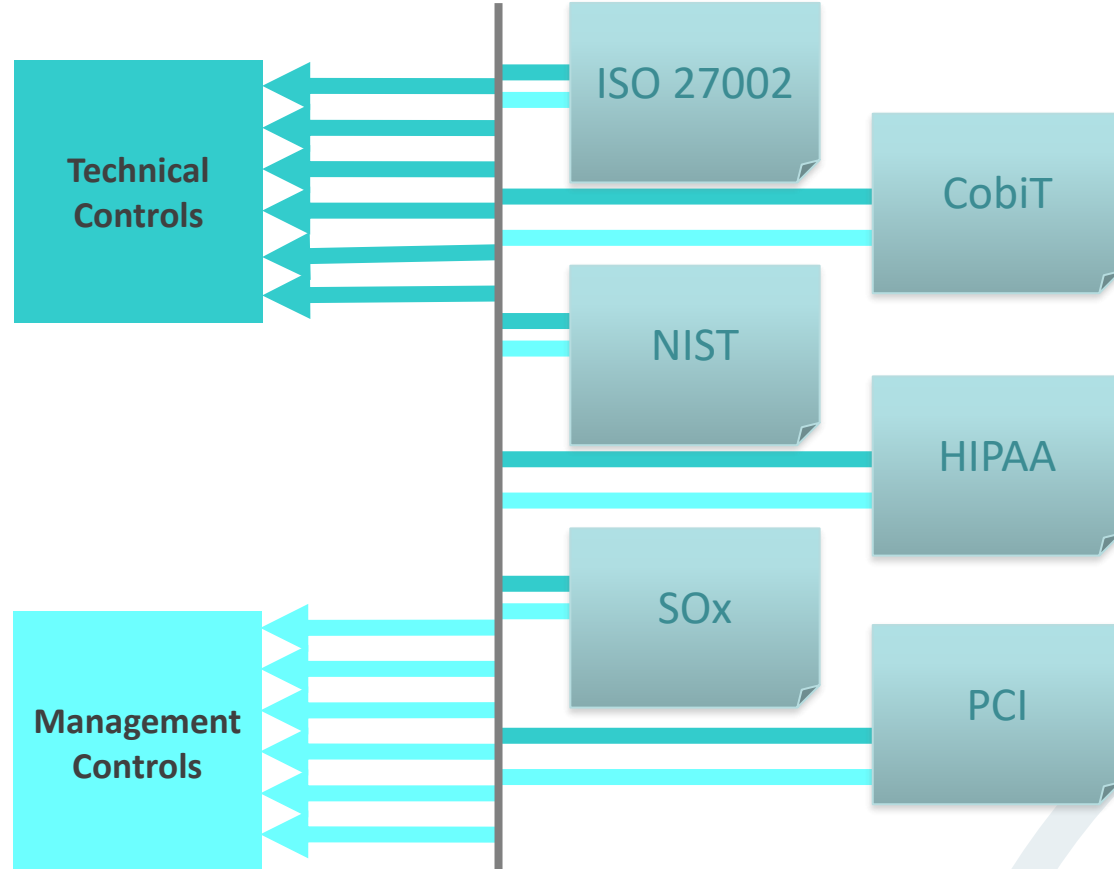 ISO 27002
Technical
Controls
CobiT
NIST
HIPAA
SOx
Management
Controls
PCI